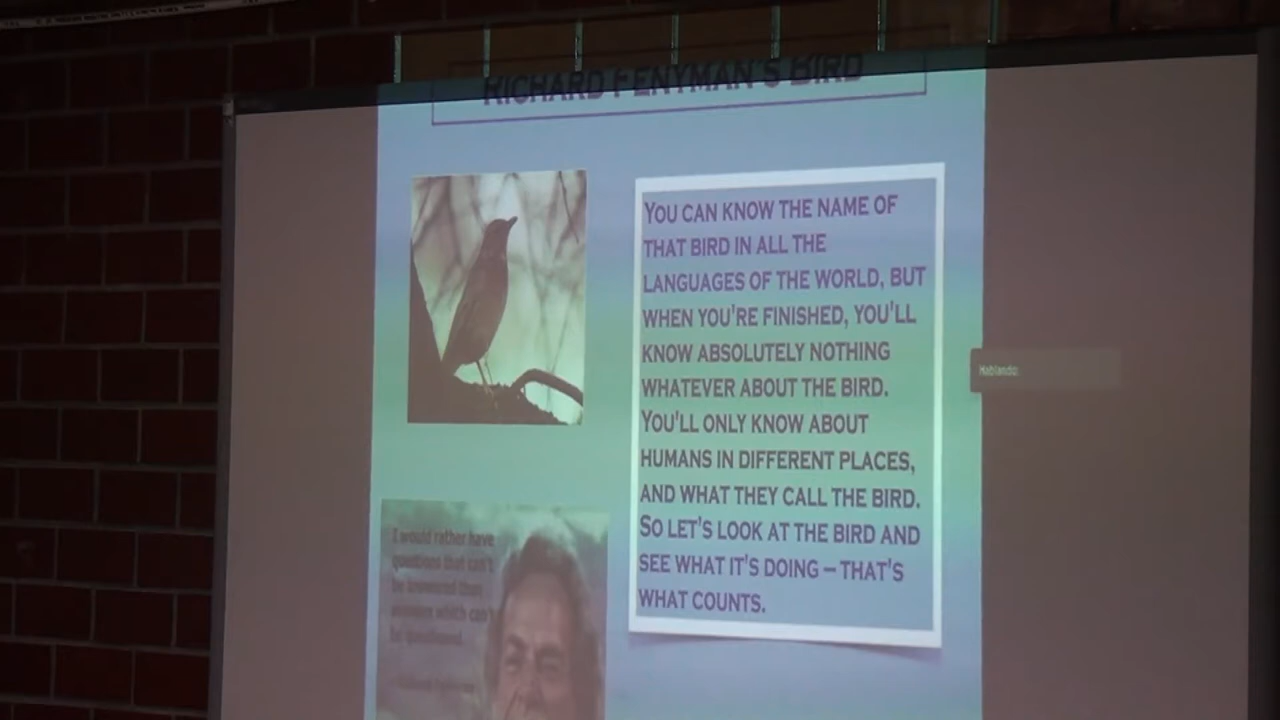 RICHARD FENYMAN'S BIRD
YOU CAN KNOW THE NAME OF
THAT BIRD IN ALL THE
LANGUAGES OF THE WORLD, BUT
WHEN YOU'RE FINISHED, YOU'LL
KNOW ABSOLUTELY NOTHING
WHATEVER ABOUT THE BIRD.
YOU'LL ONLY KNOW ABOUT
HUMANS IN DIFFERENT PLACES,
AND WHAT THEY CALL THE BIRD.
SO LET'S LOOK AT THE BIRD AND
SEE WHAT IT'S DOING – THAT'S
WHAT COUNTS.
I would rather have
questions that can't
be answered than
answers which can't
be questioned.
Hablando: